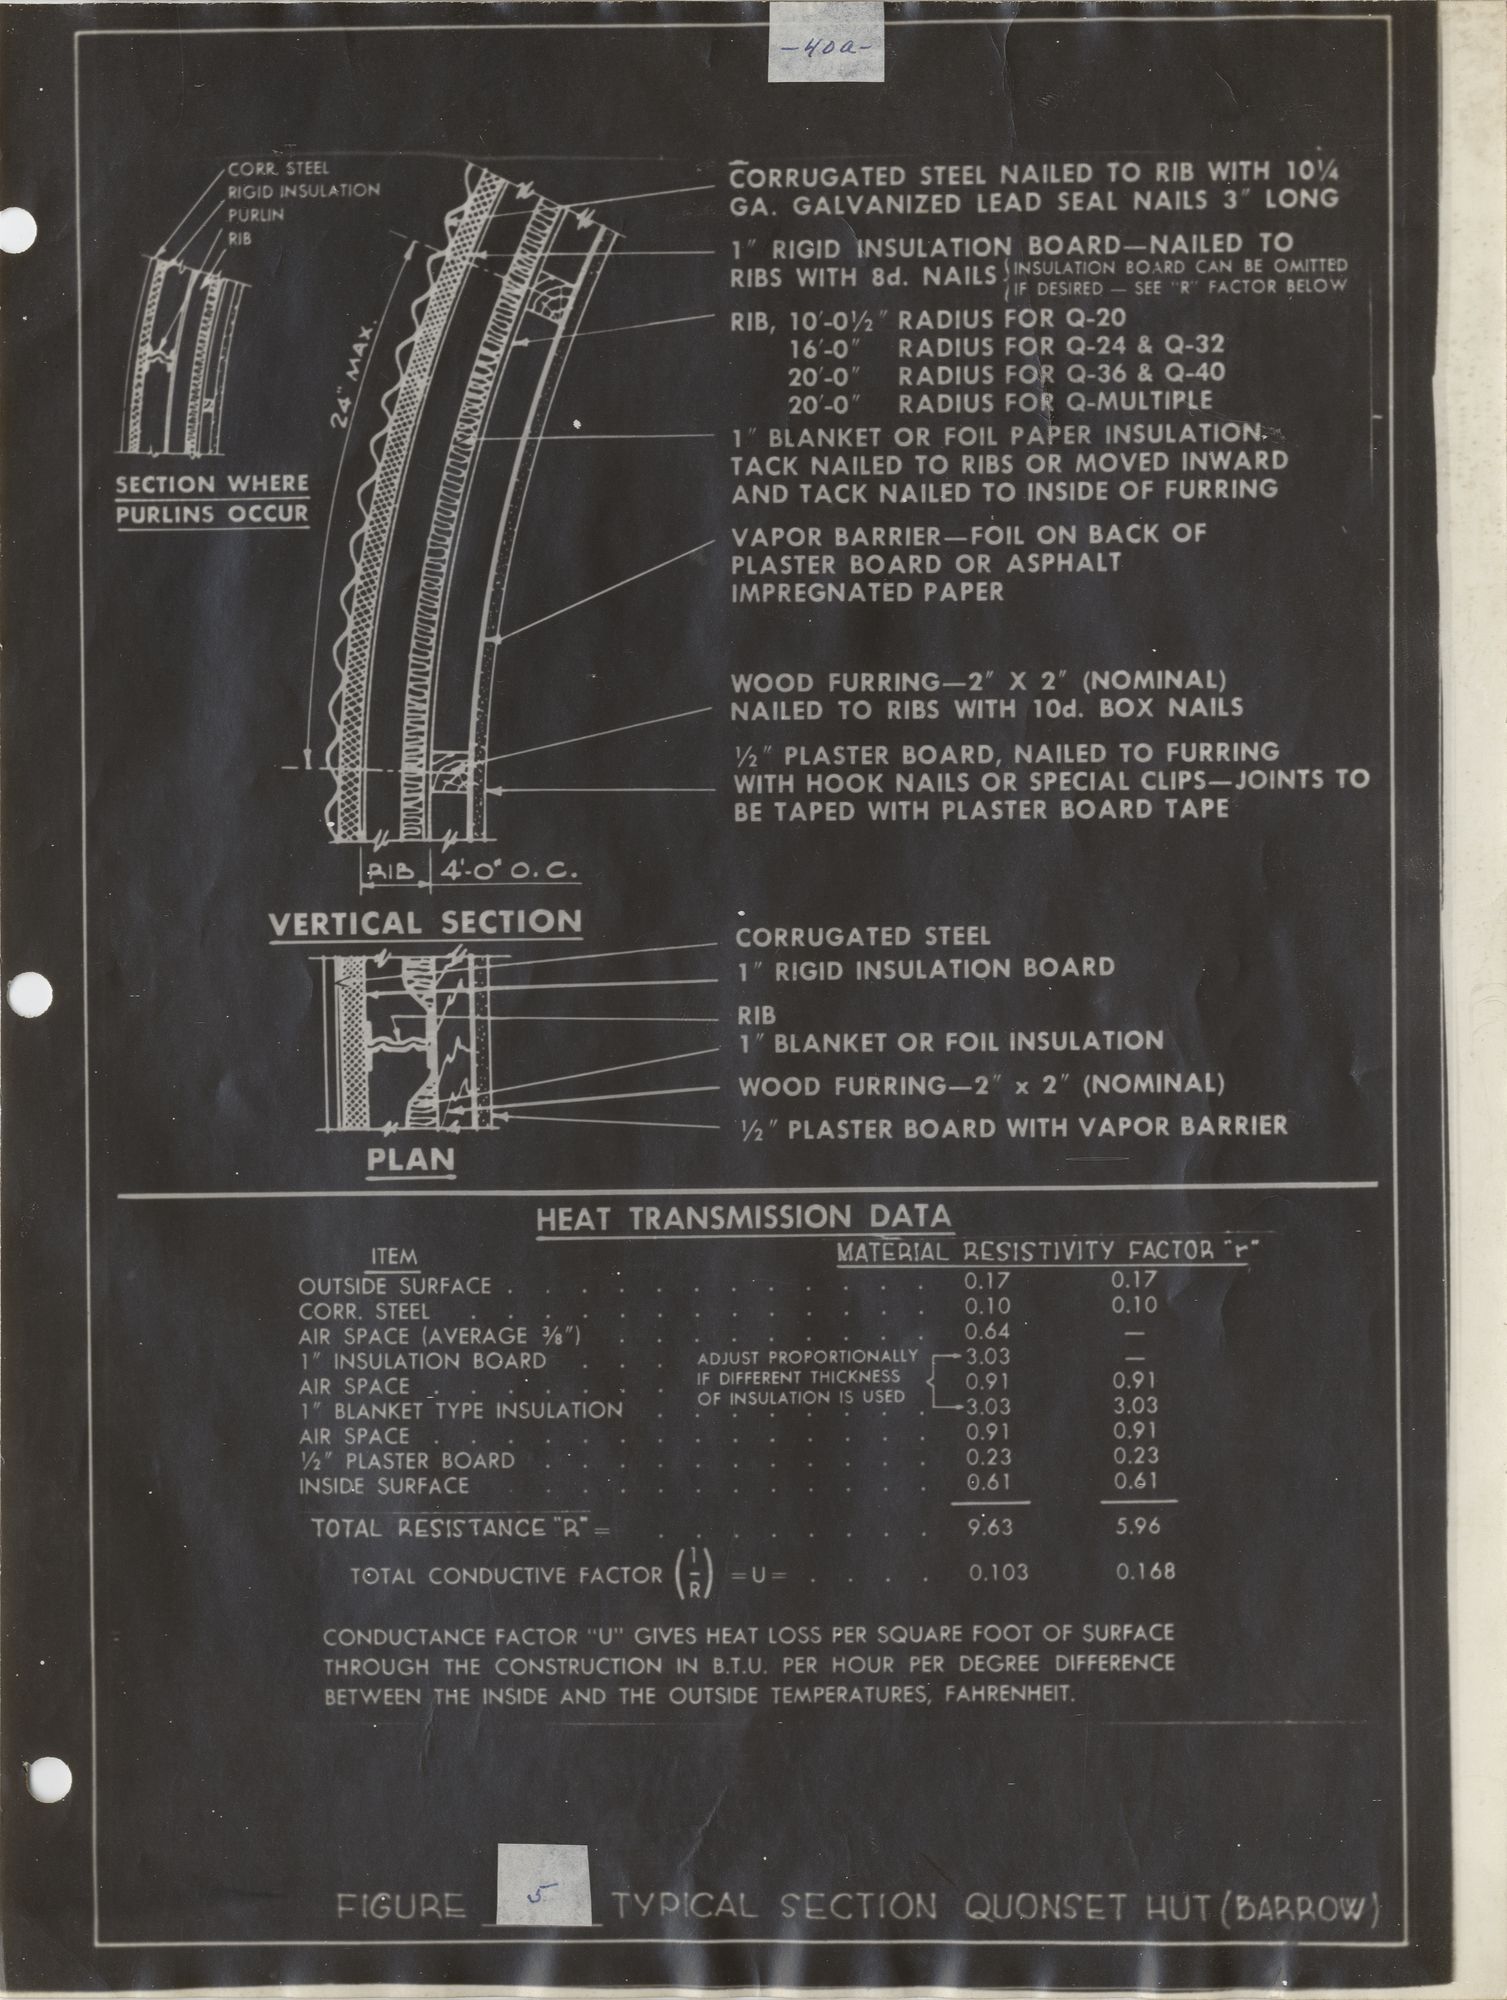 -40a-
CORR. STEEL
RIGID INSULATION
PURLIN
RIB
SECTION WHERE
PURLINS OCCUR
24" MAX.
CORRUGATED STEEL NAILED TO RIB WITH 10¼
GA. GALVANIZED LEAD SEAL NAILS 3" LONG
1" RIGID INSULATION BOARD—NAILED TO
RIBS WITH 8d. NAILS
INSULATION BOARD CAN BE OMITTED
IF DESIRED — SEE "R" FACTOR BELOW
RIB, 10'-0½" RADIUS FOR Q-20
16'-0" RADIUS FOR Q-24 & Q-32
20'-0" RADIUS FOR Q-36 & Q-40
20'-0" RADIUS FOR Q-MULTIPLE
1" BLANKET OR FOIL PAPER INSULATION.
TACK NAILED TO RIBS OR MOVED INWARD
AND TACK NAILED TO INSIDE OF FURRING
VAPOR BARRIER—FOIL ON BACK OF
PLASTER BOARD OR ASPHALT
IMPREGNATED PAPER
WOOD FURRING—2" X 2" (NOMINAL)
NAILED TO RIBS WITH 10d. BOX NAILS
½" PLASTER BOARD, NAILED TO FURRING
WITH HOOK NAILS OR SPECIAL CLIPS—JOINTS TO
BE TAPED WITH PLASTER BOARD TAPE
RIB 4'-0" O.C.
VERTICAL SECTION
CORRUGATED STEEL
1" RIGID INSULATION BOARD
RIB
1" BLANKET OR FOIL INSULATION
WOOD FURRING—2" x 2" (NOMINAL)
½" PLASTER BOARD WITH VAPOR BARRIER
PLAN
HEAT TRANSMISSION DATA
ITEM MATERIAL RESISTIVITY FACTOR "r"
OUTSIDE SURFACE . . . . . . . . . . . . 0.17 0.17
CORR. STEEL . . . . . . . . . . . . . 0.10 0.10
AIR SPACE (AVERAGE ⅜") . . . . . . . . . 0.64 —
1" INSULATION BOARD . . . 3.03 —
AIR SPACE . . . . . . . 0.91 0.91
1" BLANKET TYPE INSULATION . . . . . . . . 3.03 3.03
ADJUST PROPORTIONALLY
IF DIFFERENT THICKNESS
OF INSULATION IS USED
AIR SPACE . . . . . . . . . . . . . . 0.91 0.91
½" PLASTER BOARD . . . . . . . . . . . 0.23 0.23
INSIDE SURFACE . . . . . . . . . . . . 0.61 0.61
TOTAL RESISTANCE "R" = . . . . . . . . 9.63 5.96
TOTAL CONDUCTIVE FACTOR (1/R) =U= . . . . 0.103 0.168
CONDUCTANCE FACTOR "U" GIVES HEAT LOSS PER SQUARE FOOT OF SURFACE
THROUGH THE CONSTRUCTION IN B.T.U. PER HOUR PER DEGREE DIFFERENCE
BETWEEN THE INSIDE AND THE OUTSIDE TEMPERATURES, FAHRENHEIT.
FIGURE 5 TYPICAL SECTION QUONSET HUT (BARROW)